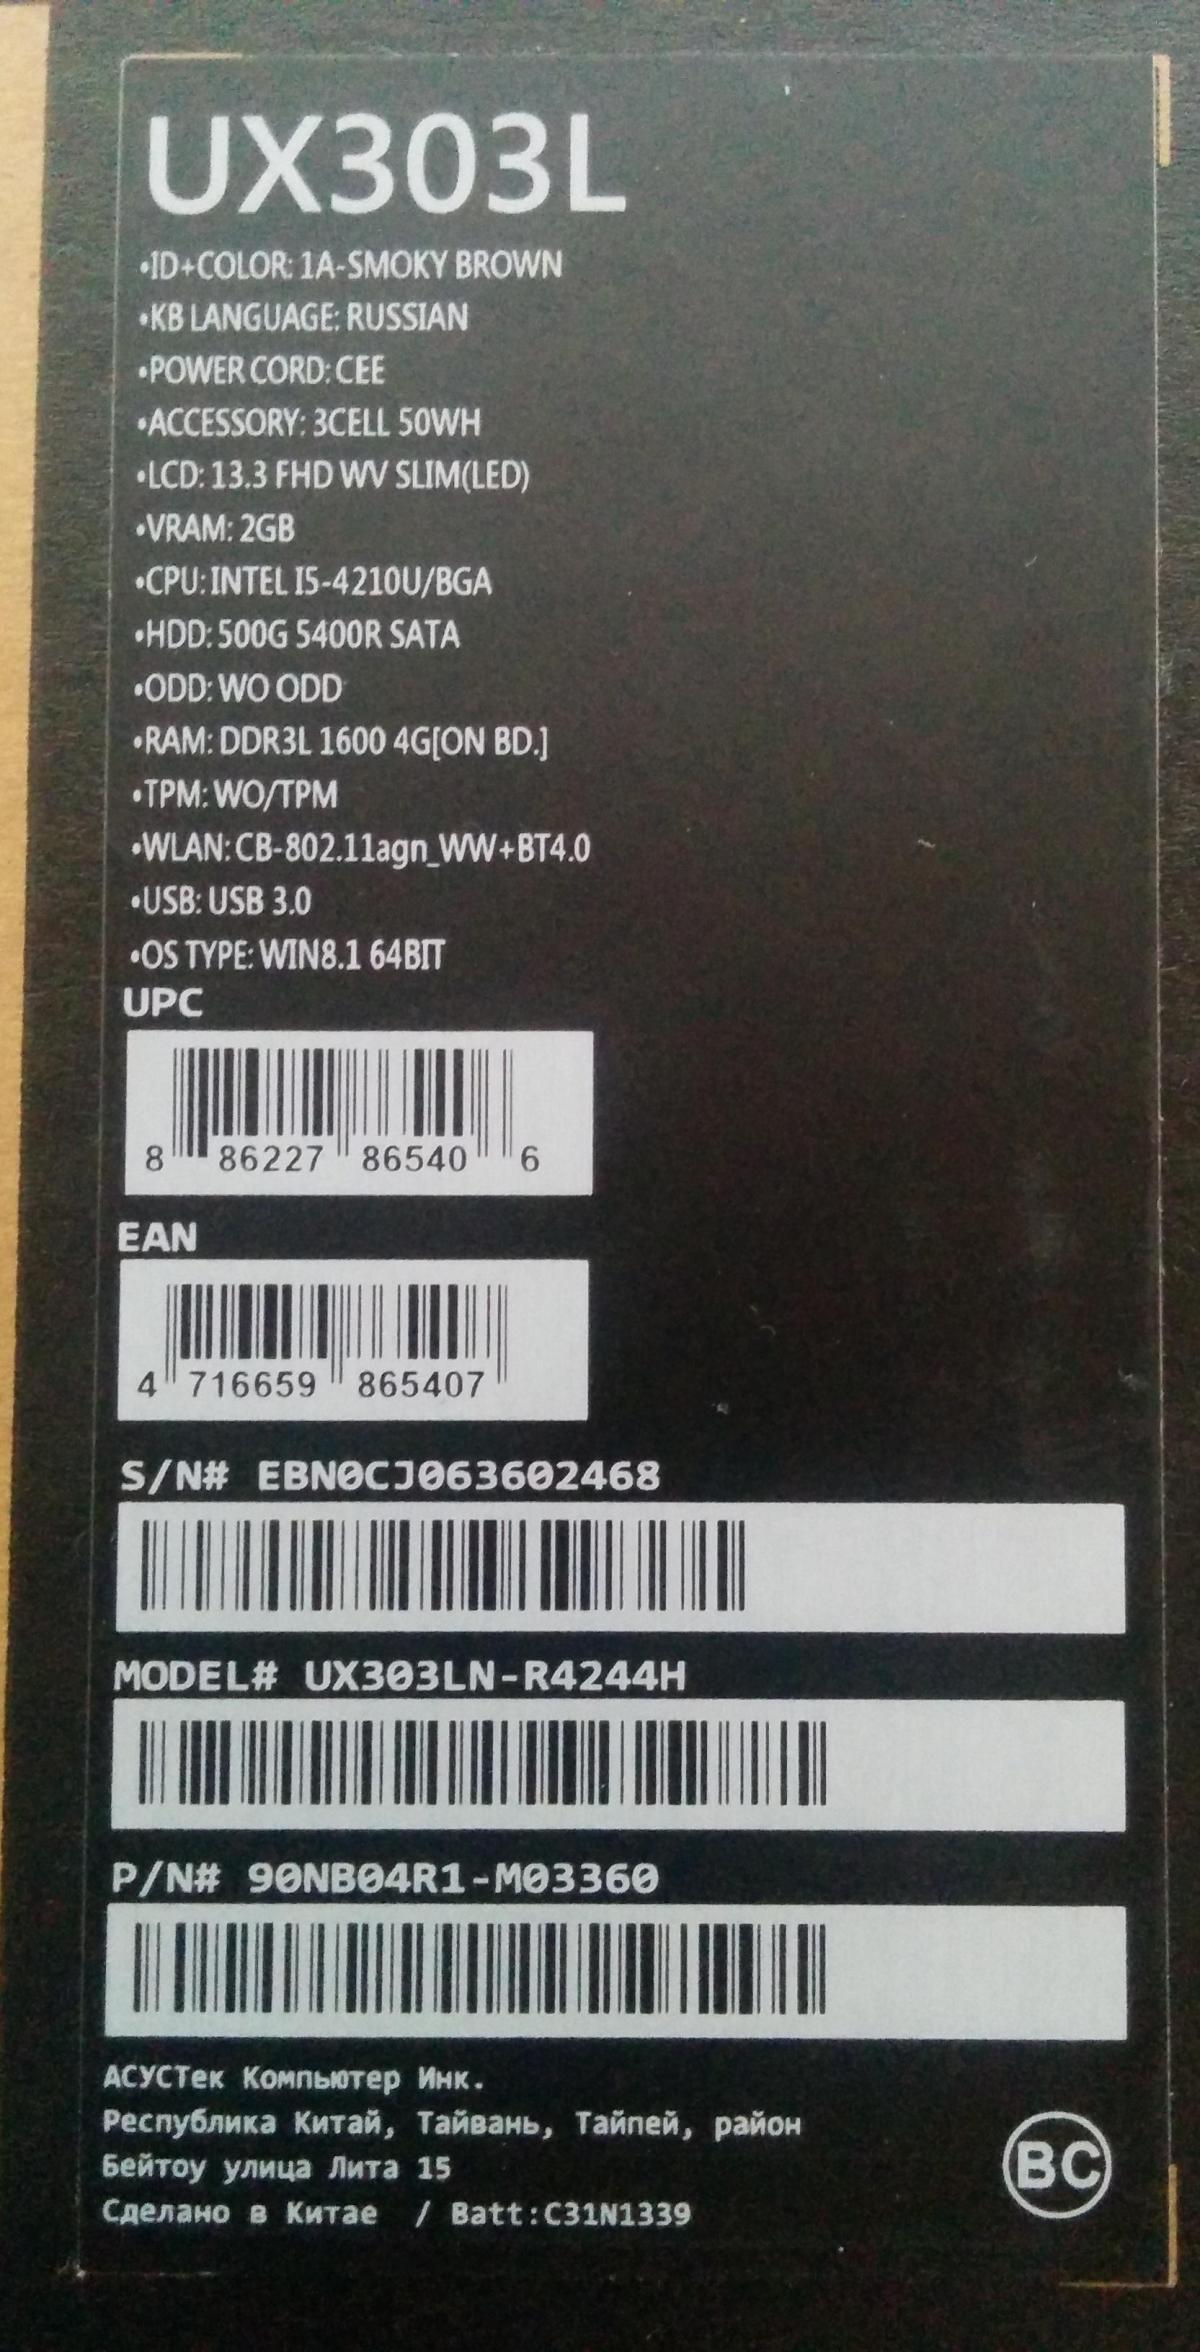 UX303L
•ID+COLOR: 1A-SMOKY BROWN
•KB LANGUAGE: RUSSIAN
•POWER CORD: CEE
•ACCESSORY: 3CELL 50WH
•LCD: 13.3 FHD WV SLIM(LED)
•VRAM: 2GB
•CPU: INTEL I5-4210U/BGA
•HDD: 500G 5400R SATA
•ODD: WO ODD
•RAM: DDR3L 1600 4G[ON BD.]
•TPM: WO/TPM
•WLAN: CB-802.11agn_WW+BT4.0
•USB: USB 3.0
•OS TYPE: WIN8.1 64BIT
UPC
8 86227 86540 6
EAN
4 716659 865407
S/N# EBN0CJ063602468
MODEL# UX303LN-R4244H
P/N# 90NB04R1-M03360
АСУСТек Компьютер Инк.
Республика Китай, Тайвань, Тайпей, район
Бейтоу улица Лита 15
Сделано в Китае / Batt:C31N1339
BC